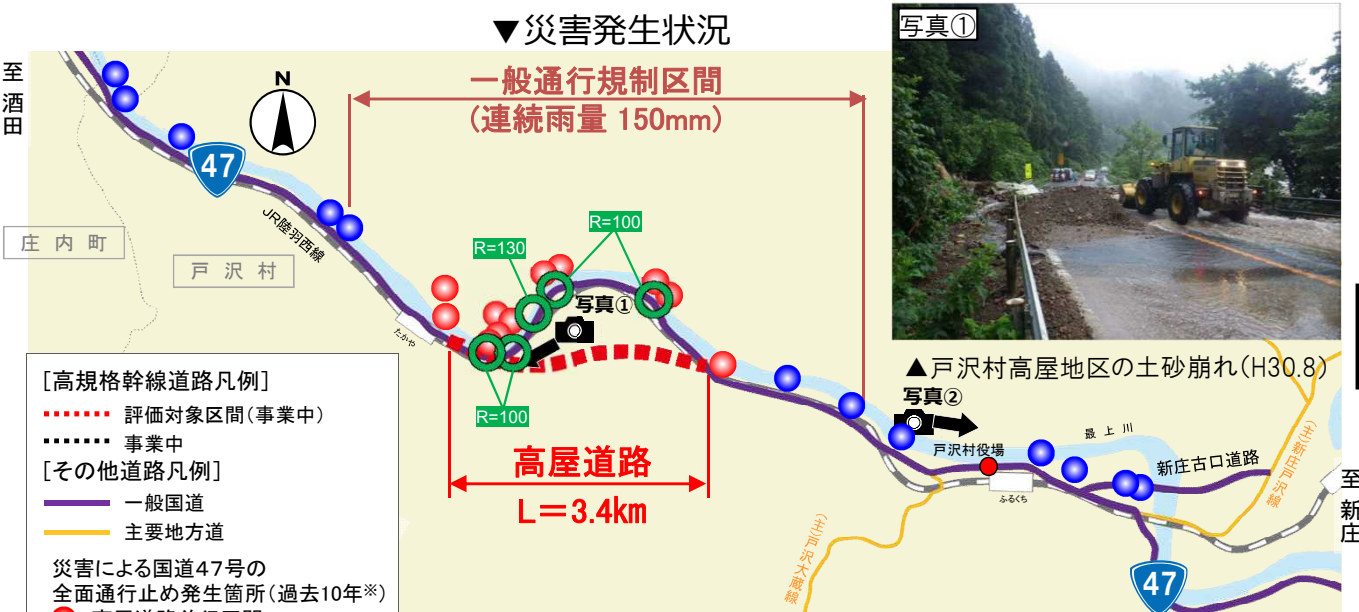 ▼災害発生状況
写真①
至
酒
田
N
一般通行規制区間
(連続雨量 150mm)
47
JR陸羽西線
庄内町
戸沢村
R=130
R=100
写真①
たかや
R=100
▲戸沢村高屋地区の土砂崩れ(H30.8)
写真②
高屋道路
L=3.4km
戸沢村役場
最上川
新庄古口道路
(主)新庄戸沢線
ふるくち
(主)戸沢大蔵線
至
新
庄
47
[高規格幹線道路凡例]
評価対象区間(事業中)
事業中
[その他道路凡例]
一般国道
主要地方道
災害による国道47号の
全面通行止め発生箇所(過去10年※)